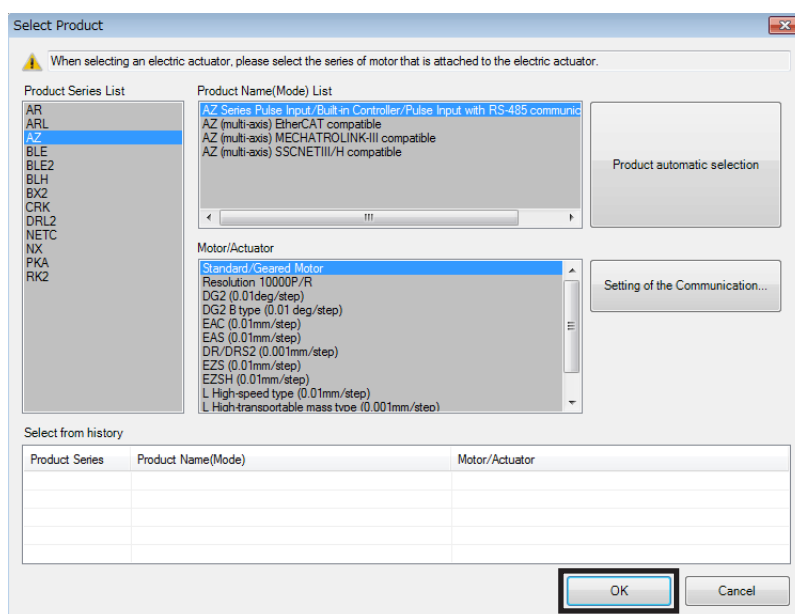 Select Product
When selecting an electric actuator, please select the series of motor that is attached to the electric actuator.
Product Series List
AR
ARL
AZ
BLE
BLE2
BLH
BX2
CRK
DRL2
NETC
NX
PKA
RK2
Product Name(Mode) List
AZ Series Pulse Input/Built-in Controller/Pulse Input with RS-485 communic
AZ (multi-axis) EtherCAT compatible
AZ (multi-axis) MECHATROLINK-III compatible
AZ (multi-axis) SSCNETIII/H compatible
Product automatic selection
Motor/Actuator
Standard/Geared Motor
Resolution 10000P/R
DG2 (0.01deg/step)
DG2 B type (0.01 deg/step)
EAC (0.01mm/step)
EAS (0.01mm/step)
DR/DRS2 (0.001mm/step)
EZS (0.01mm/step)
EZSH (0.01mm/step)
L High-speed type (0.01mm/step)
L High-transportable mass type (0.001mm/step)
Setting of the Communication...
Select from history
Product Series Product Name(Mode) Motor/Actuator
OK Cancel